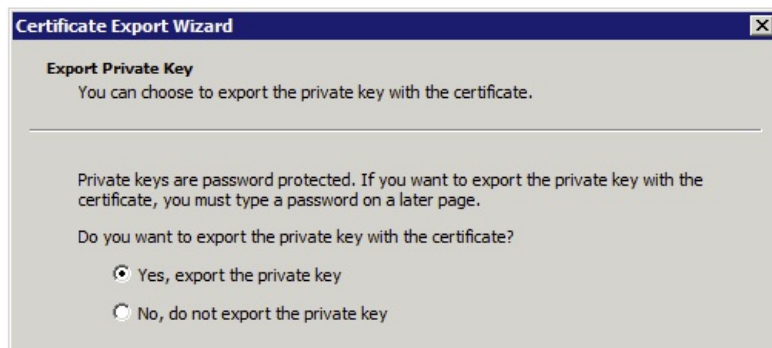 Certificate Export Wizard
Export Private Key
You can choose to export the private key with the certificate.
Private keys are password protected. If you want to export the private key with the
certificate, you must type a password on a later page.
Do you want to export the private key with the certificate?
Yes, export the private key
No, do not export the private key